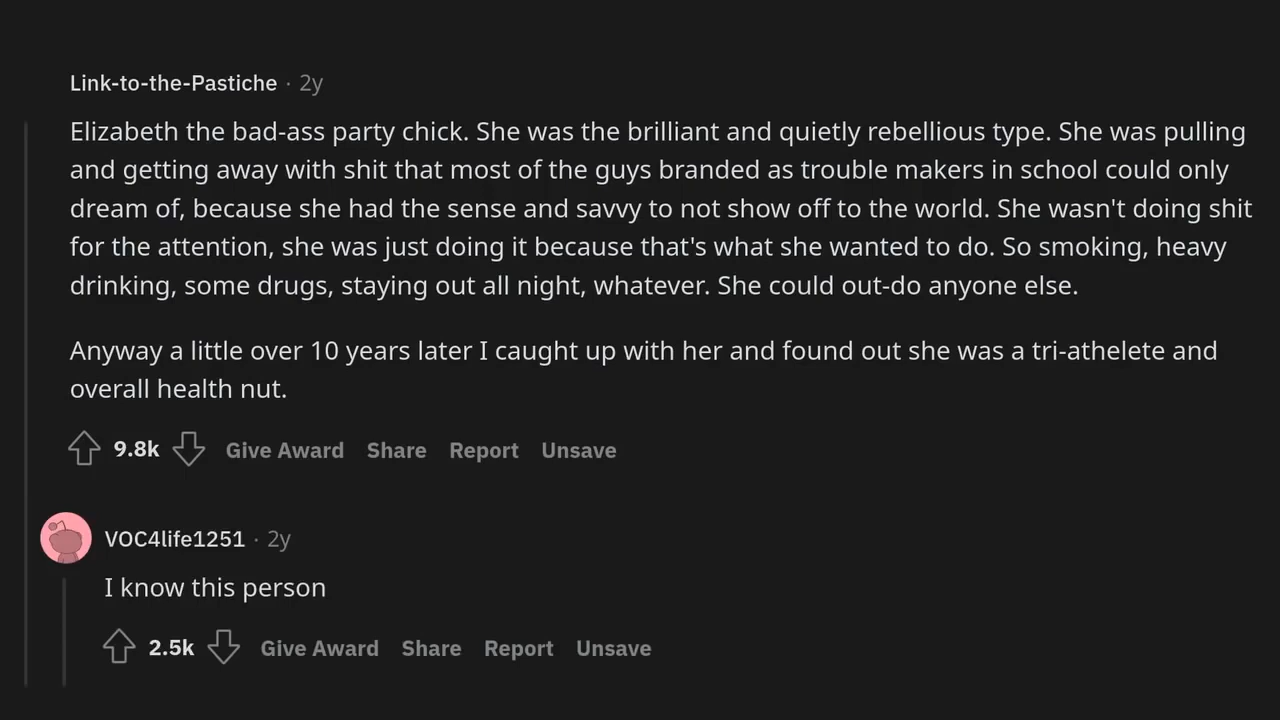 Link-to-the-Pastiche · 2y
Elizabeth the bad-ass party chick. She was the brilliant and quietly rebellious type. She was pulling
and getting away with shit that most of the guys branded as trouble makers in school could only
dream of, because she had the sense and savvy to not show off to the world. She wasn't doing shit
for the attention, she was just doing it because that's what she wanted to do. So smoking, heavy
drinking, some drugs, staying out all night, whatever. She could out-do anyone else.
Anyway a little over 10 years later I caught up with her and found out she was a tri-athelete and
overall health nut.
9.8k Give Award Share Report Unsave
VOC4life1251 · 2y
I know this person
2.5k Give Award Share Report Unsave